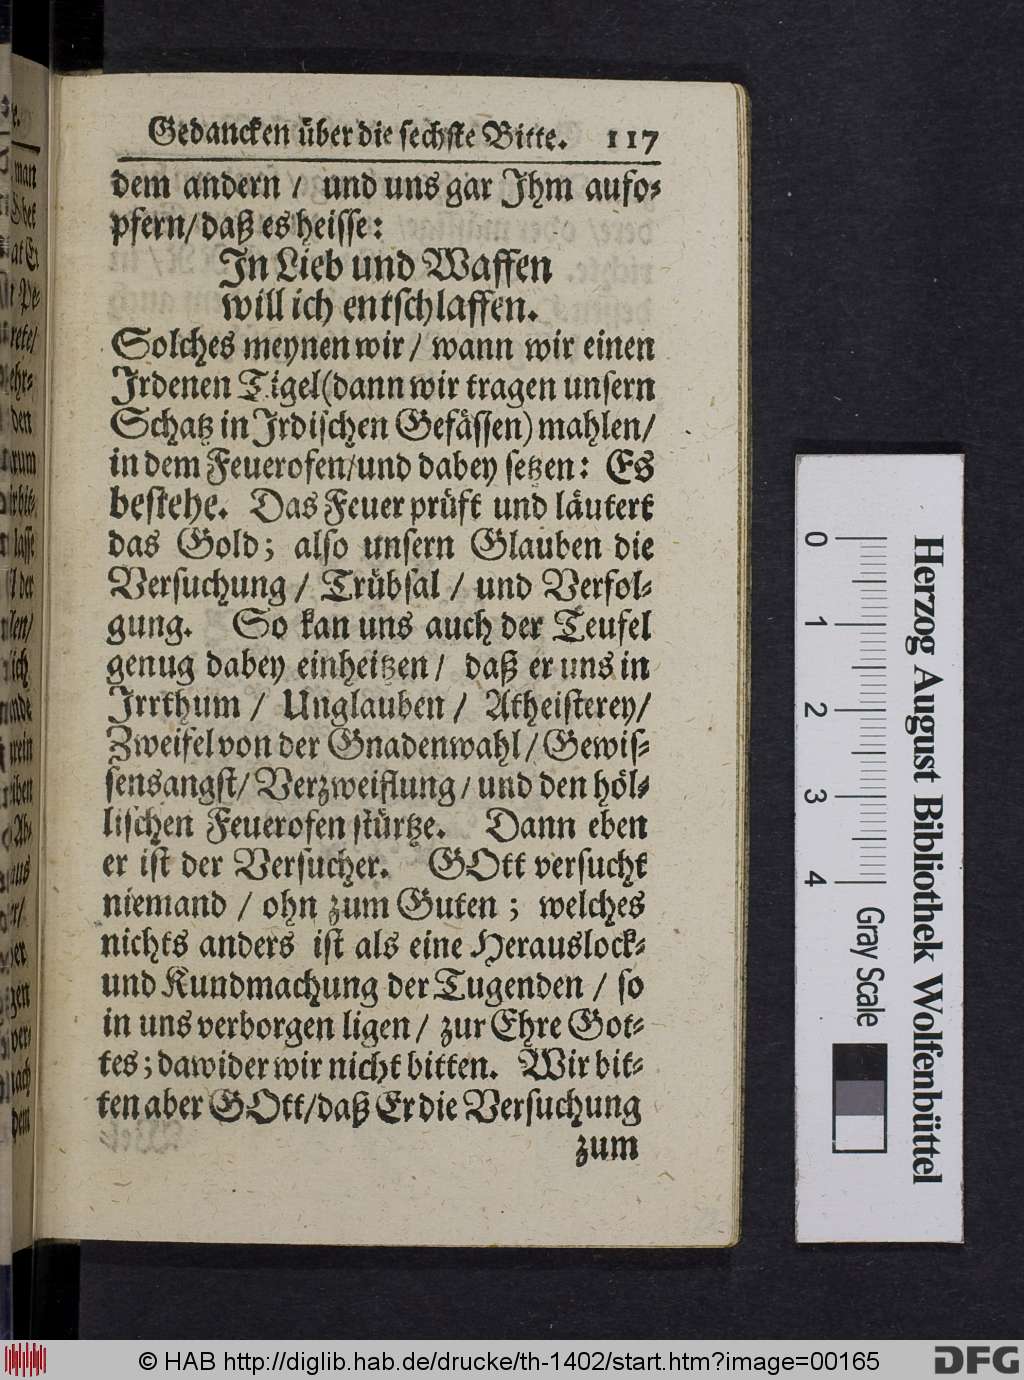 Gedancken über die sechste Bitte. 117
dem andern / und uns gar Ihm aufo-
pfern/daß es heisse:
In Lieb und Waffen
will ich entschlaffen.
Solches meynen wir / wann wir einen
Irdenen Tigel(dann wir tragen unsern
Schatz in Irdischen Gefässen) mahlen/
in dem Feuerofen/und dabey setzen: Es
bestehe. Das Feuer prüft und läutert
das Gold; also unsern Glauben die
Versuchung / Trübsal / und Verfol-
gung. So kan uns auch der Teufel
genug dabey einheitzen / daß er uns in
Irrthum / Unglauben / Atheisterey/
Zweifel von der Gnadenwahl/Gewis-
sensangst/ Verzweiflung/und den höl-
lischen Feuerofen stürtze. Dann eben
er ist der Versucher. GOtt versucht
niemand / ohn zum Guten ; welches
nichts anders ist als eine Herauslock-
und Kundmachung der Tugenden / so
in uns verborgen ligen/ zur Ehre Got-
tes; dawider wir nicht bitten. Wir bit-
ten aber GOtt/daß Er die Versuchung
zum
0 1 2 3 4
Gray Scale
Herzog August Bibliothek Wolfenbüttel
© HAB http://diglib.hab.de/drucke/th-1402/start.htm?image=00165
DFG